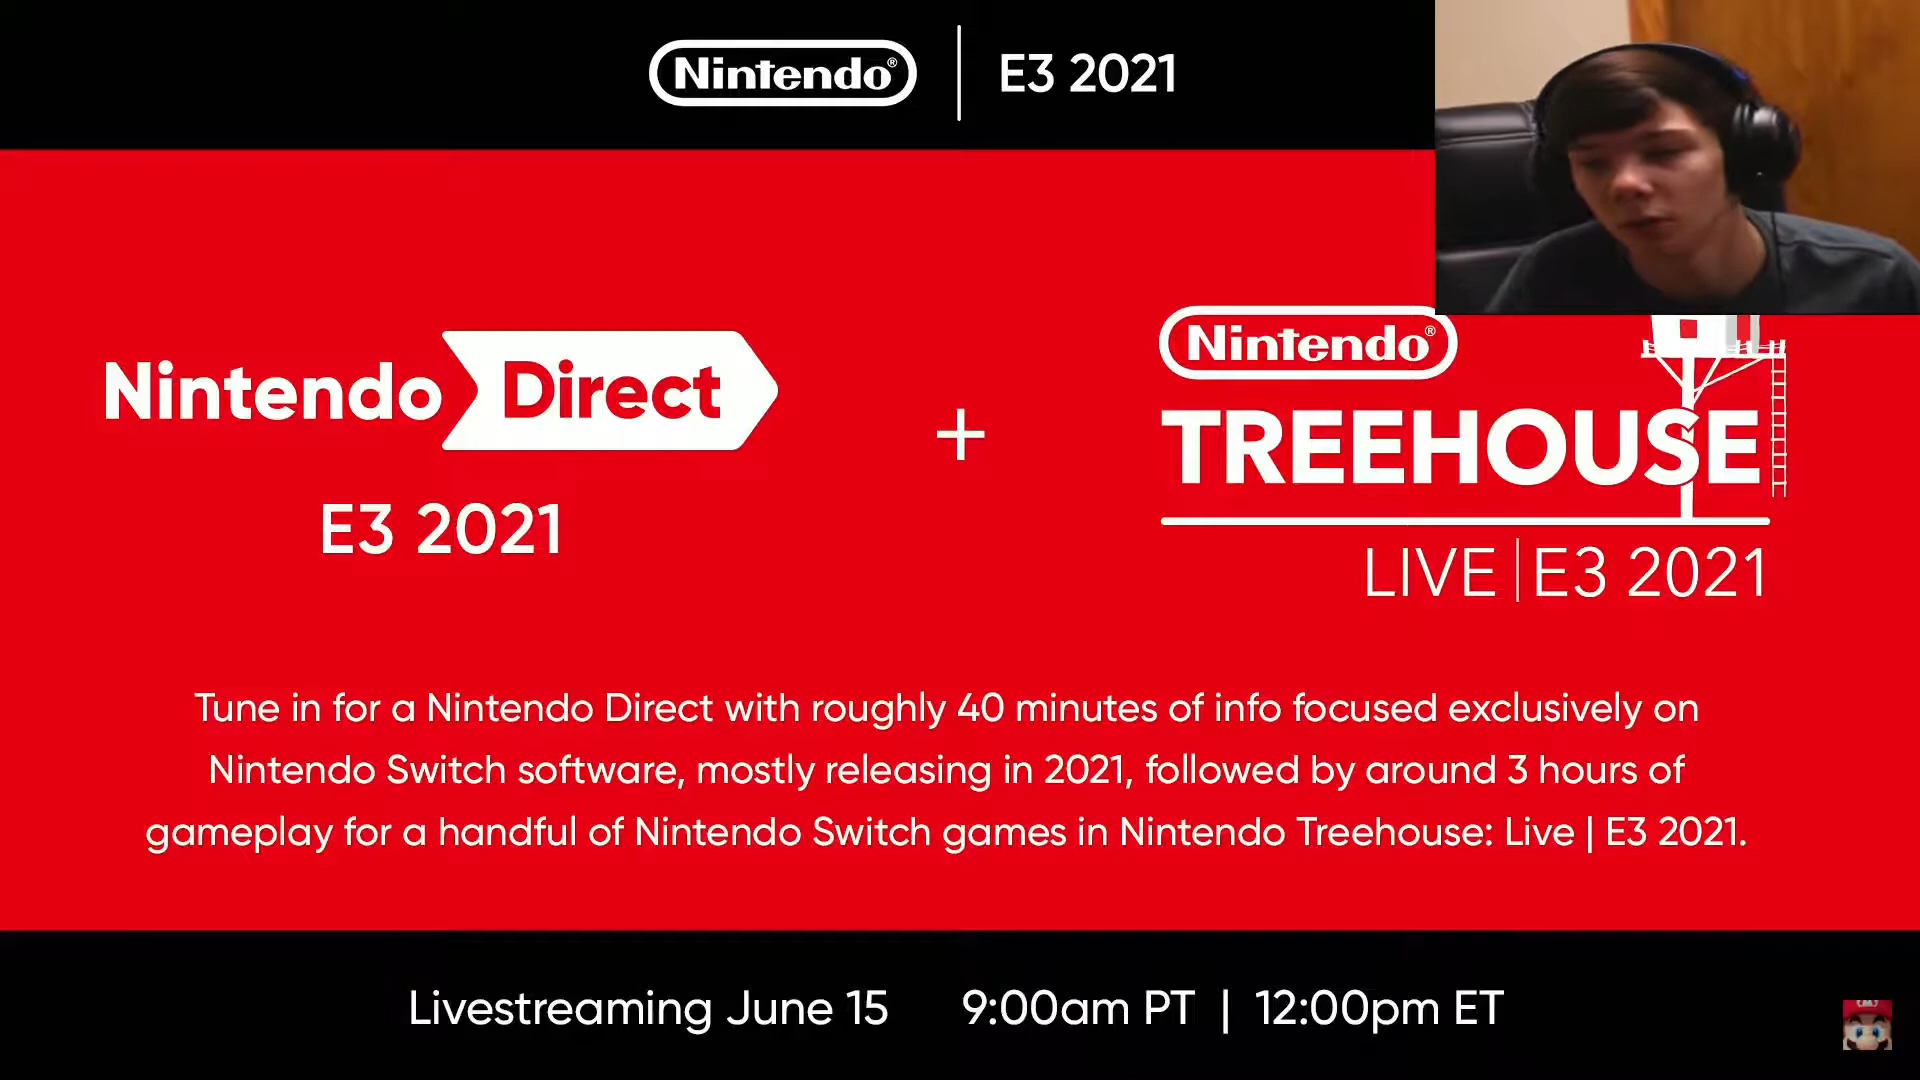 Nintendo® | E3 2021
Nintendo Direct
E3 2021
+
Nintendo®
TREEHOUSE
LIVE | E3 2021
Tune in for a Nintendo Direct with roughly 40 minutes of info focused exclusively on
Nintendo Switch software, mostly releasing in 2021, followed by around 3 hours of
gameplay for a handful of Nintendo Switch games in Nintendo Treehouse: Live | E3 2021.
Livestreaming June 15 9:00am PT | 12:00pm ET
M